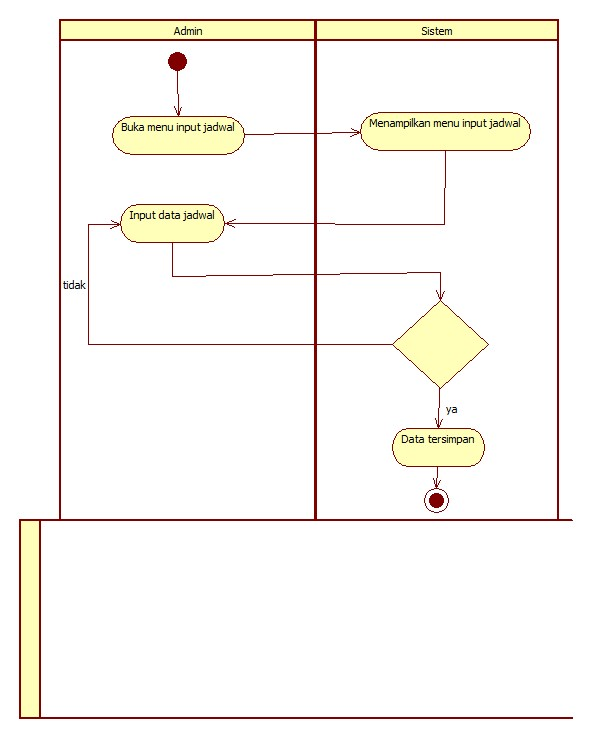 Admin
Sistem
Buka menu input jadwal
Menampilkan menu input jadwal
Input data jadwal
tidak
ya
Data tersimpan